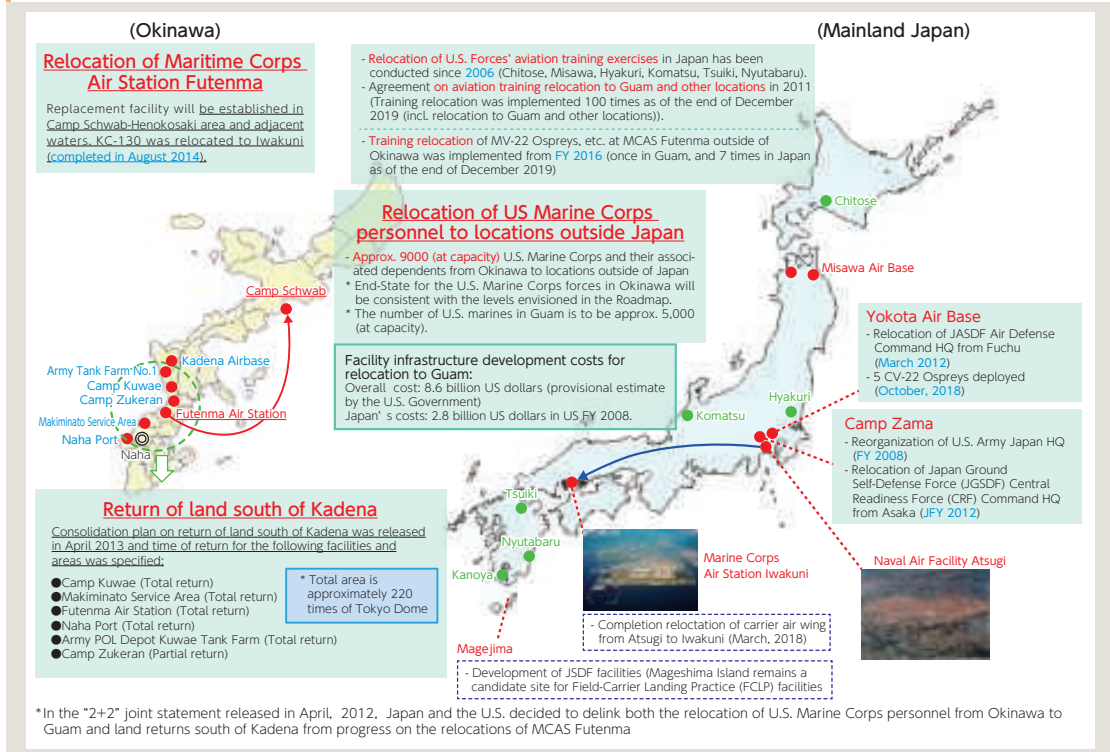 (Okinawa)
Relocation of Maritime Corps
Air Station Futenma
Replacement facility will be established in
Camp Schwab-Henokosaki area and adjacent
waters. KC-130 was relocated to Iwakuni
(completed in August 2014).
(Mainland Japan)
- Relocation of U.S. Forces' aviation training exercises in Japan has been
conducted since 2006 (Chitose, Misawa, Hyakuri, Komatsu, Tsuiki, Nyutabaru).
- Agreement on aviation training relocation to Guam and other locations in 2011
(Training relocation was implemented 100 times as of the end of December
2019 (incl. relocation to Guam and other locations)).
- Training relocation of MV-22 Ospreys, etc. at MCAS Futenma outside of
Okinawa was implemented from FY 2016 (once in Guam, and 7 times in Japan
as of the end of December 2019)
Relocation of US Marine Corps
personnel to locations outside Japan
- Approx. 9000 (at capacity) U.S. Marine Corps and their associ-
ated dependents from Okinawa to locations outside of Japan
* End-State for the U.S. Marine Corps forces in Okinawa will
be consistent with the levels envisioned in the Roadmap.
* The number of U.S. marines in Guam is to be approx. 5,000
(at capacity).
Facility infrastructure development costs for
relocation to Guam:
Overall cost: 8.6 billion US dollars (provisional estimate
by the U.S. Government)
Japan's costs: 2.8 billion US dollars in US FY 2008.
Camp Schwab
Kadena Airbase
Army Tank Farm No.1
Camp Kuwae
Camp Zukeran
Futenma Air Station
Makiminato Service Area
Naha Port
Naha
Return of land south of Kadena
Consolidation plan on return of land south of Kadena was released
in April 2013 and time of return for the following facilities and
areas was specified;
●Camp Kuwae (Total return)
●Makiminato Service Area (Total return)
●Futenma Air Station (Total return)
●Naha Port (Total return)
●Army POL Depot Kuwae Tank Farm (Total return)
●Camp Zukeran (Partial return)
* Total area is
approximately 220
times of Tokyo Dome
Chitose
Misawa Air Base
Yokota Air Base
- Relocation of JASDF Air Defense
Command HQ from Fuchu
(March 2012)
- 5 CV-22 Ospreys deployed
(October, 2018)
Hyakuri
Komatsu
Camp Zama
- Reorganization of U.S. Army Japan HQ
(FY 2008)
- Relocation of Japan Ground
Self-Defense Force (JGSDF) Central
Readiness Force (CRF) Command HQ
from Asaka (JFY 2012)
Tsuiki
Nyutabaru
Kanoya
Marine Corps
Air Station Iwakuni
Naval Air Facility Atsugi
- Completion reloctation of carrier air wing
from Atsugi to Iwakuni (March, 2018)
Magejima
- Development of JSDF facilities (Mageshima Island remains a
candidate site for Field-Carrier Landing Practice (FCLP) facilities
*In the "2+2" joint statement released in April, 2012, Japan and the U.S. decided to delink both the relocation of U.S. Marine Corps personnel from Okinawa to
Guam and land returns south of Kadena from progress on the relocations of MCAS Futenma